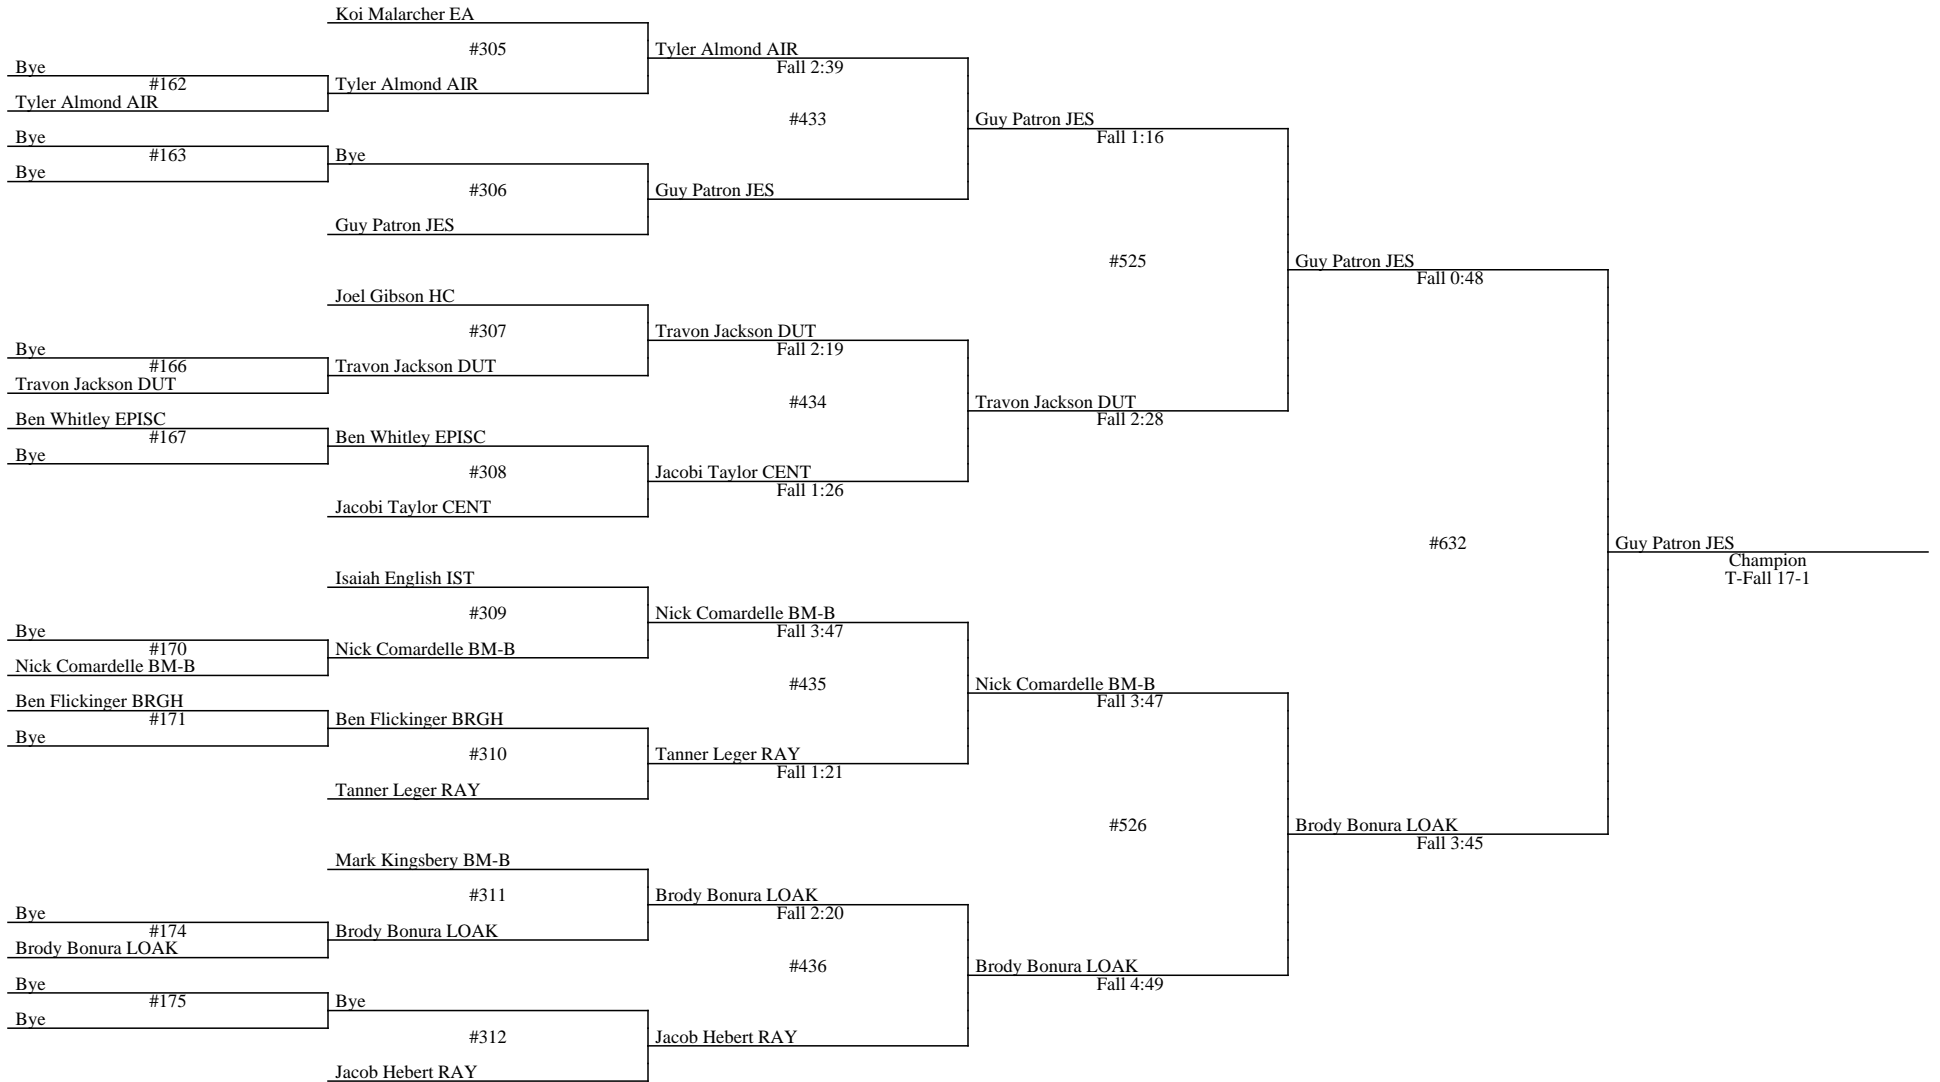 Koi Malarcher EA
#305
Tyler Almond AIR
Bye
Fall 2:39
#162
Tyler Almond AIR
Tyler Almond AIR
#433
Guy Patron JES
Bye
Fall 1:16
#163
Bye
Bye
#306
Guy Patron JES
Guy Patron JES
#525
Guy Patron JES
Fall 0:48
Joel Gibson HC
#307
Travon Jackson DUT
Bye
Fall 2:19
#166
Travon Jackson DUT
Travon Jackson DUT
#434
Travon Jackson DUT
Ben Whitley EPISC
Fall 2:28
#167
Ben Whitley EPISC
Bye
#308
Jacobi Taylor CENT
Fall 1:26
Jacobi Taylor CENT
#632
Guy Patron JES
Champion
T-Fall 17-1
Isaiah English IST
#309
Nick Comardelle BM-B
Bye
Fall 3:47
#170
Nick Comardelle BM-B
Nick Comardelle BM-B
#435
Nick Comardelle BM-B
Ben Flickinger BRGH
Fall 3:47
#171
Ben Flickinger BRGH
Bye
#310
Tanner Leger RAY
Fall 1:21
Tanner Leger RAY
#526
Brody Bonura LOAK
Fall 3:45
Mark Kingsbery BM-B
#311
Brody Bonura LOAK
Bye
Fall 2:20
#174
Brody Bonura LOAK
Brody Bonura LOAK
#436
Brody Bonura LOAK
Bye
Fall 4:49
#175
Bye
Bye
#312
Jacob Hebert RAY
Jacob Hebert RAY